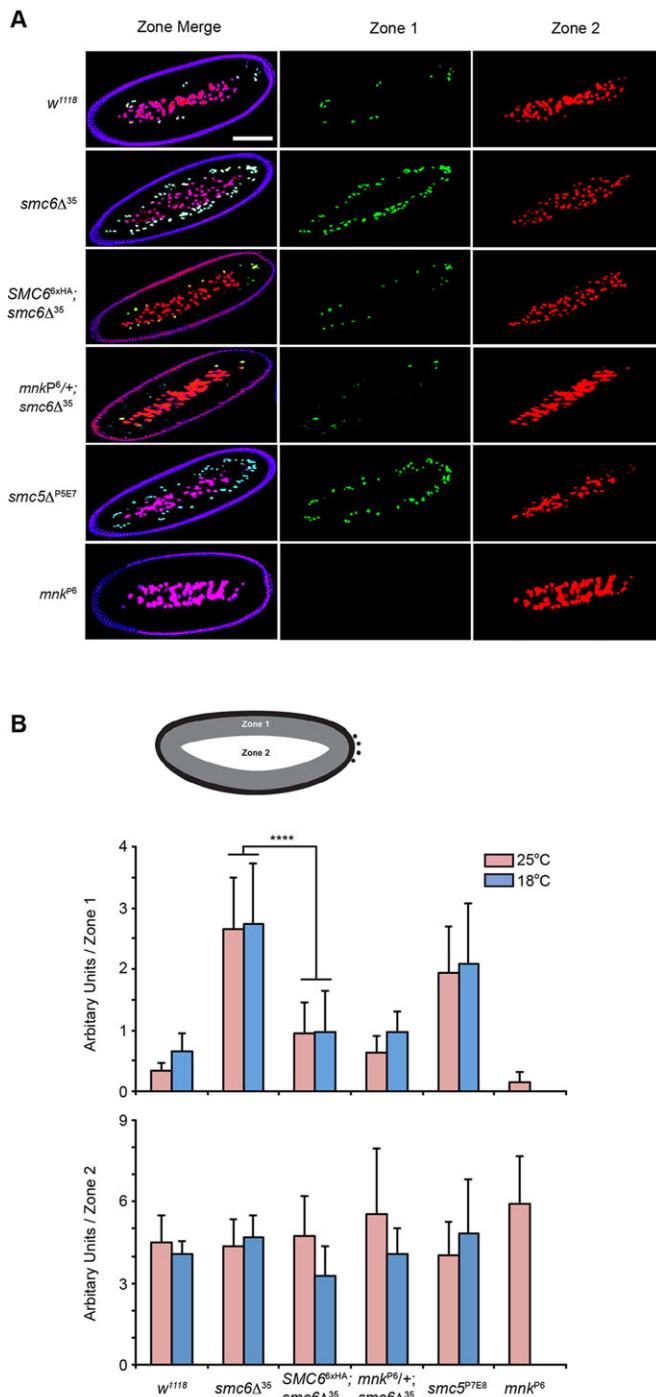 A
Zone Merge Zone 1 Zone 2
w¹¹¹⁸
smc6Δ³⁵
SMC6⁶ˣᴴᴬ;
smc6Δ³⁵
mnkP⁶/+;
smc6Δ³⁵
smc5Δᴾ⁵ᴱ⁷
mnkᴾ⁶
B
Zone 1
Zone 2
****
25°C
18°C
Arbitary Units / Zone 1
4
3
2
1
0
Arbitary Units / Zone 2
9
6
3
0
w¹¹¹⁸ smc6Δ³⁵ SMC6⁶ˣᴴᴬ; mnkᴾ⁶/+; smc5ᴾ⁷ᴱ⁸ mnkᴾ⁶
smc6Δ³⁵ smc6Δ³⁵